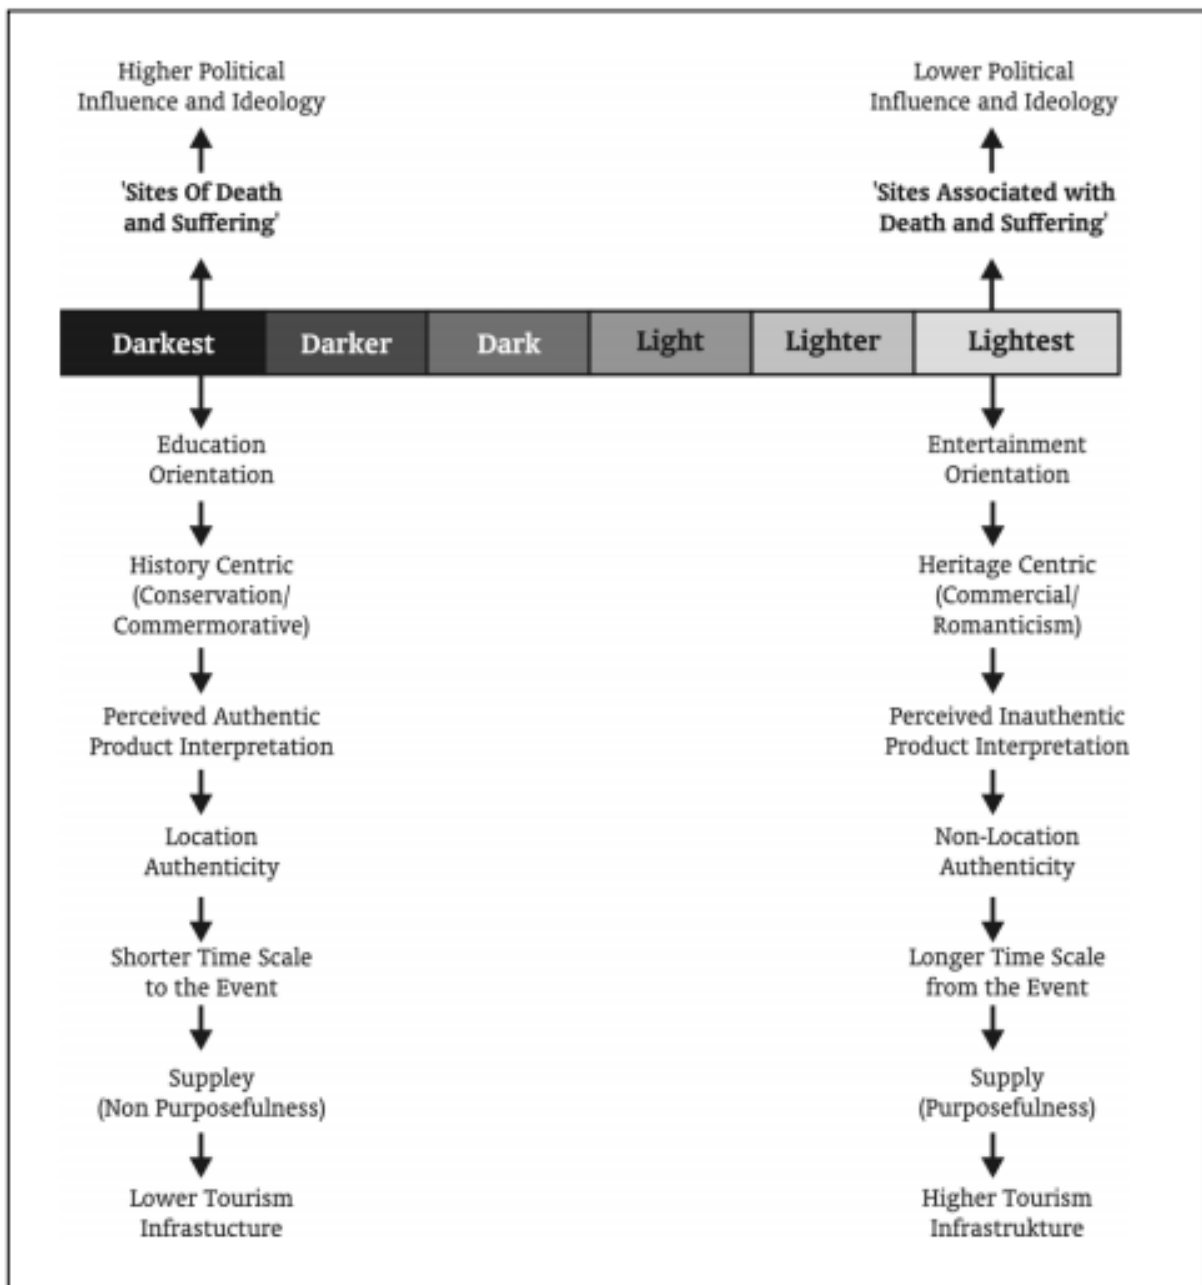 Higher Political
Influence and Ideology
Lower Political
Influence and Ideology
'Sites Of Death
and Suffering'
'Sites Associated with
Death and Suffering'
Darkest
Darker
Dark
Light
Lighter
Lightest
Education
Orientation
Entertainment
Orientation
History Centric
(Conservation/
Commermorative)
Heritage Centric
(Commercial/
Romanticism)
Perceived Authentic
Product Interpretation
Perceived Inauthentic
Product Interpretation
Location
Authenticity
Non-Location
Authenticity
Shorter Time Scale
to the Event
Longer Time Scale
from the Event
Suppley
(Non Purposefulness)
Supply
(Purposefulness)
Lower Tourism
Infrastucture
Higher Tourism
Infrastrukture